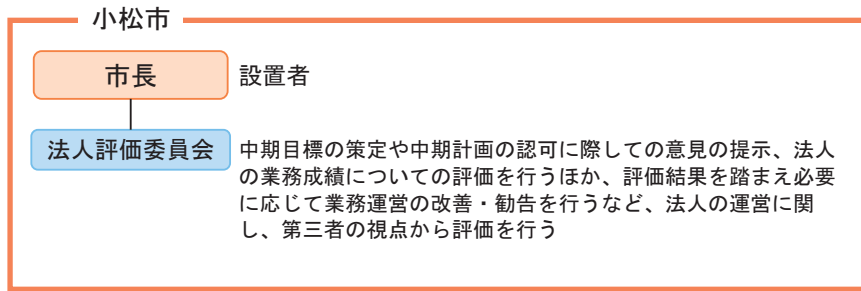 小松市
市長
設置者
法人評価委員会
中期目標の策定や中期計画の認可に際しての意見の提示、法人
の業務成績についての評価を行うほか、評価結果を踏まえ必要
に応じて業務運営の改善・勧告を行うなど、法人の運営に関
し、第三者の視点から評価を行う